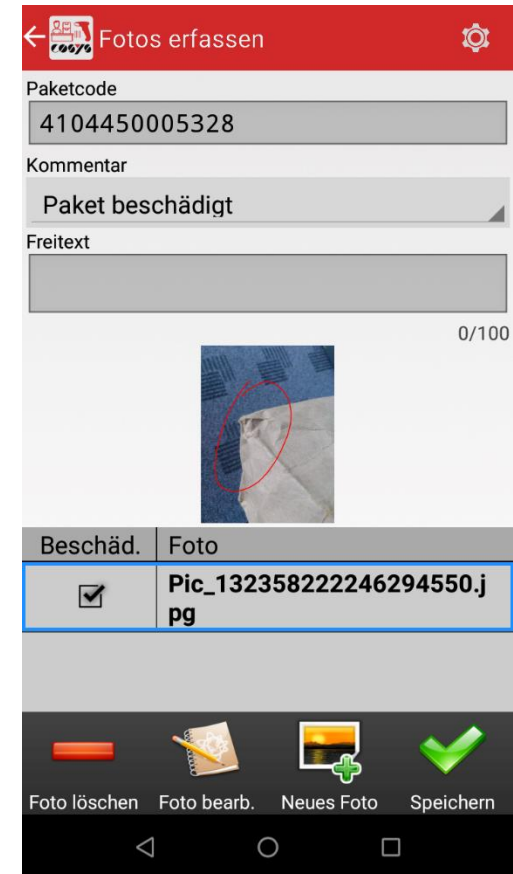 COSYS
Fotos erfassen
Paketcode
4104450005328
Kommentar
Paket beschädigt
Freitext
0/100
Beschäd. Foto
Pic_132358222246294550.j
pg
Foto löschen Foto bearb. Neues Foto Speichern